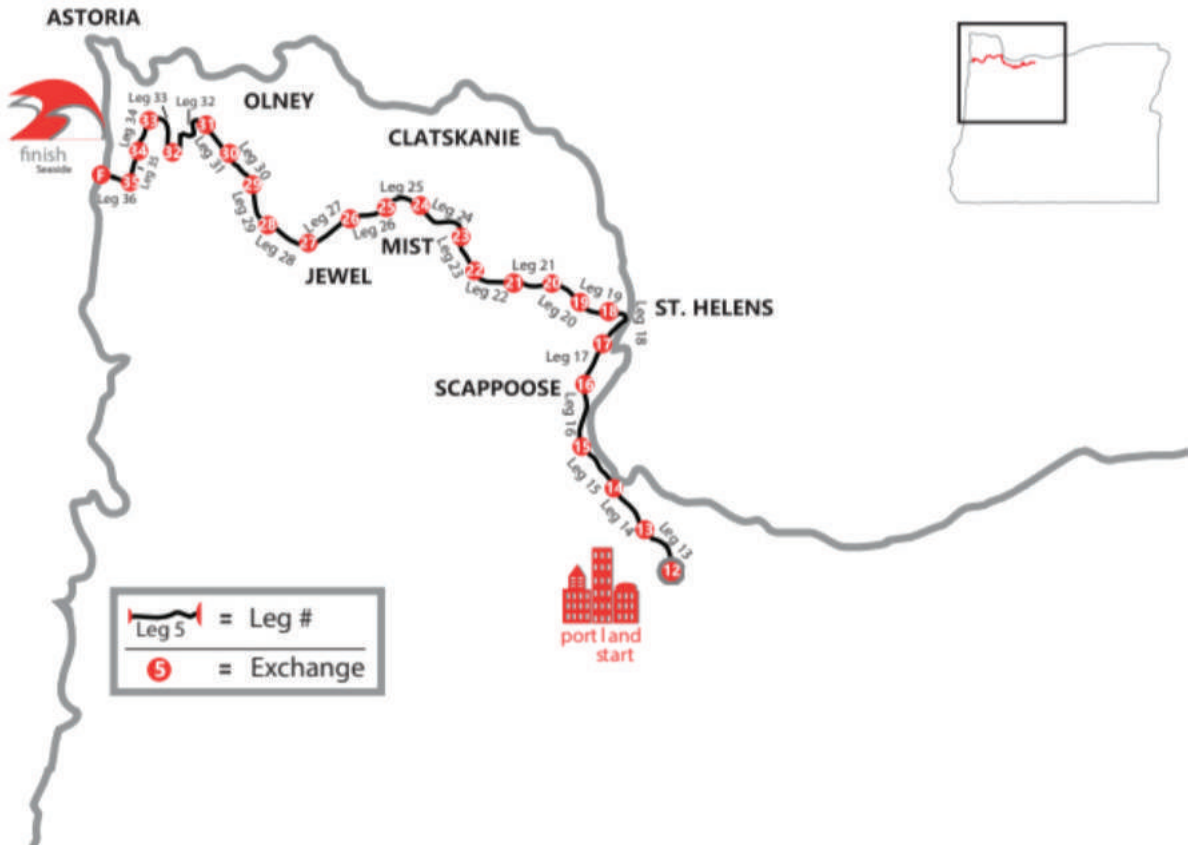 ASTORIA
Leg 33
Leg 32
OLNEY
Leg 34
33
31
CLATSKANIE
finish
Seaside
34
32
Leg 31
30
Leg 30
Leg 35
F
35
29
Leg 36
Leg 29
28
Leg 28
27
Leg 27
26
Leg 26
25
Leg 25
24
Leg 24
MIST
23
JEWEL
Leg 23
22
Leg 22
21
Leg 21
20
Leg 20
19
Leg 19
18
Leg 18
ST. HELENS
17
Leg 17
SCAPPOOSE
16
Leg 16
15
Leg 15
14
Leg 14
13
Leg 13
12
portland
start
Leg 5 = Leg #
5 = Exchange